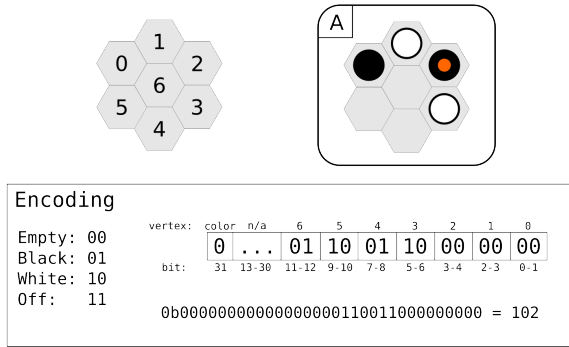 1
0
2
6
5
3
4
A
Encoding
Empty: 00
Black: 01
White: 10
Off: 11
vertex: color n/a 6 5 4 3 2 1 0
0 ... 01 10 01 10 00 00 00
bit: 31 13-30 11-12 9-10 7-8 5-6 3-4 2-3 0-1
0b00000000000000000110011000000000 = 102